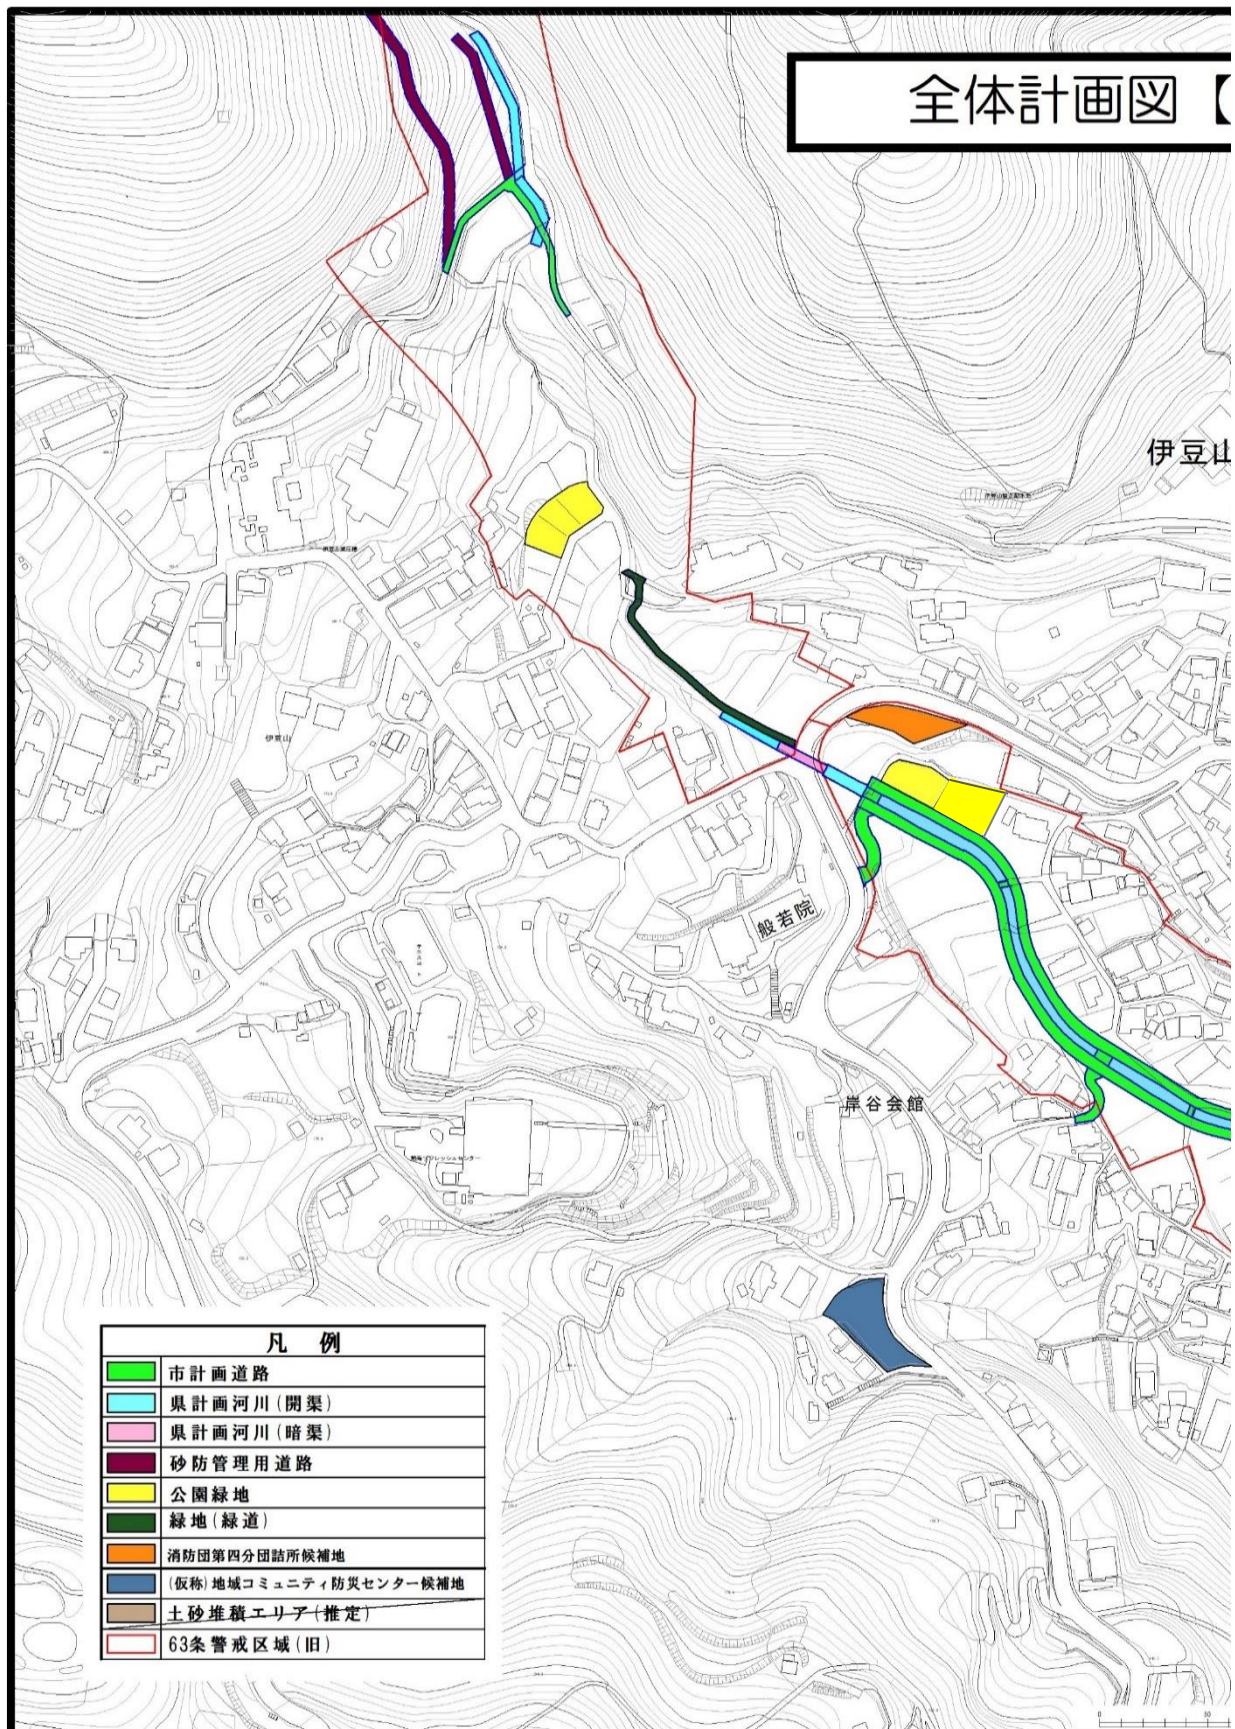 全体計画図【
伊豆山
伊豆山
般若院
岸谷会館
凡 例
市計画道路
県計画河川(開渠)
県計画河川(暗渠)
砂防管理用道路
公園緑地
緑地(緑道)
消防団第四分団詰所候補地
(仮称)地域コミュニティ防災センター候補地
土砂堆積エリア(推定)
63条警戒区域(旧)
0
50